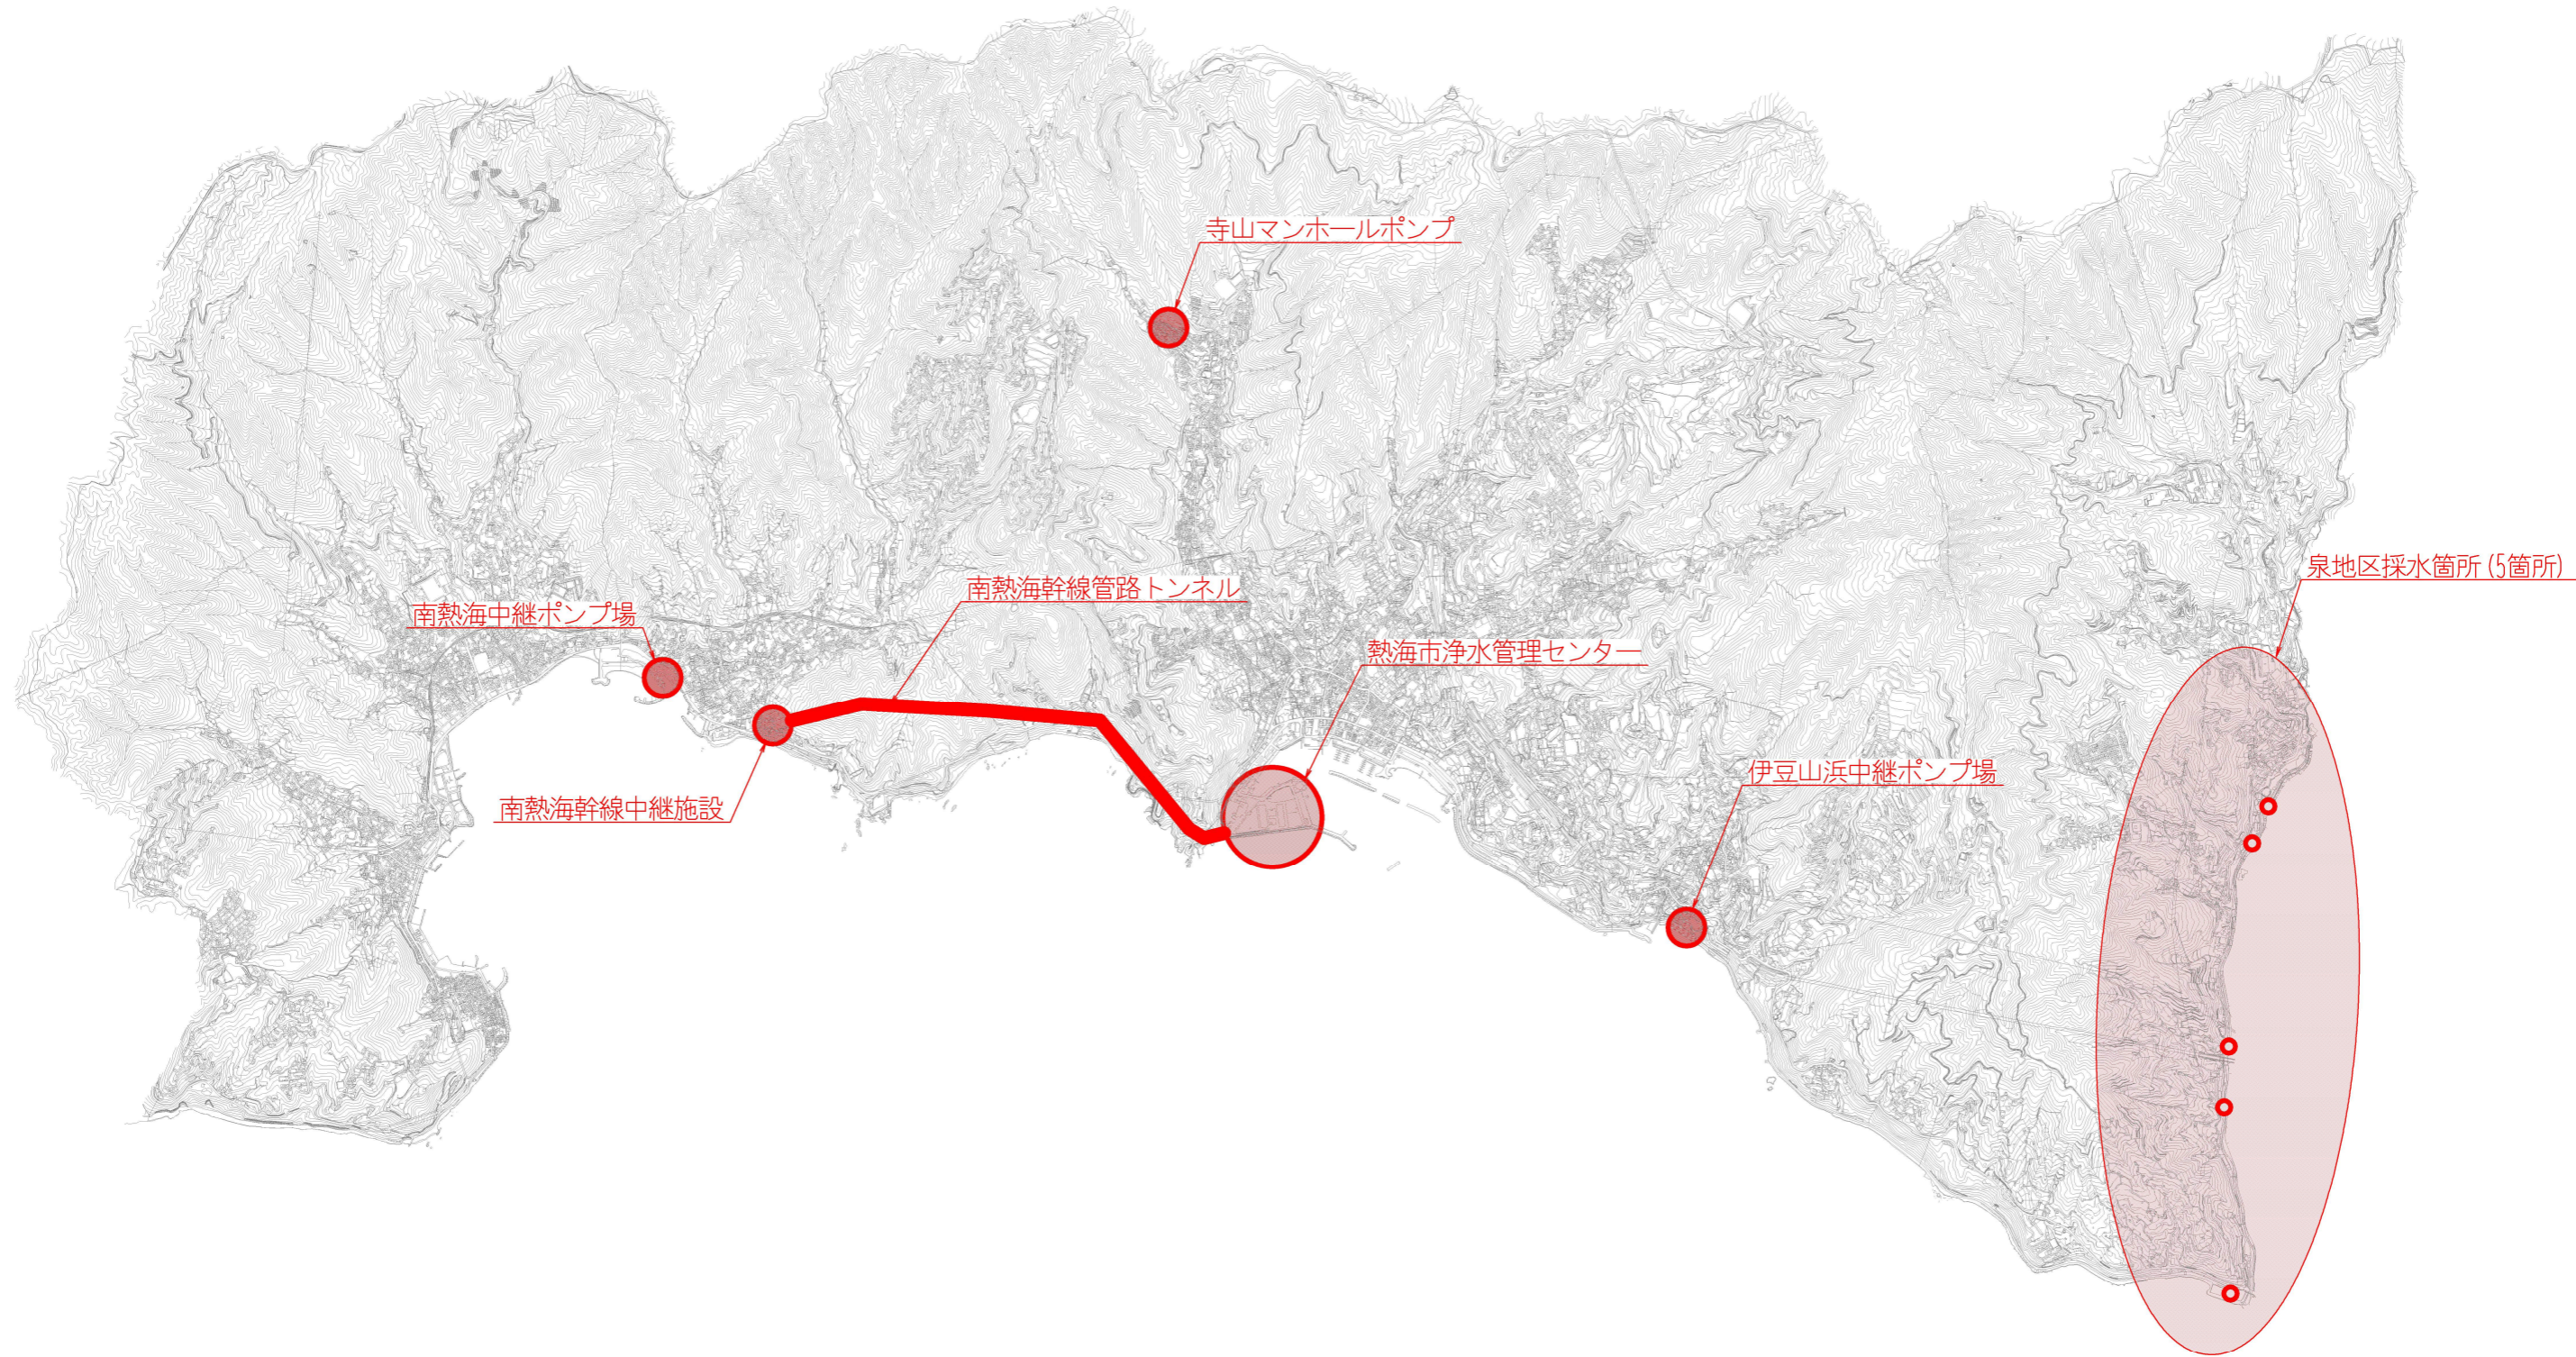 寺山マンホールポンプ
泉地区採水箇所 (5箇所)
南熱海幹線管路トンネル
南熱海中継ポンプ場
熱海市浄水管理センター
伊豆山浜中継ポンプ場
南熱海幹線中継施設